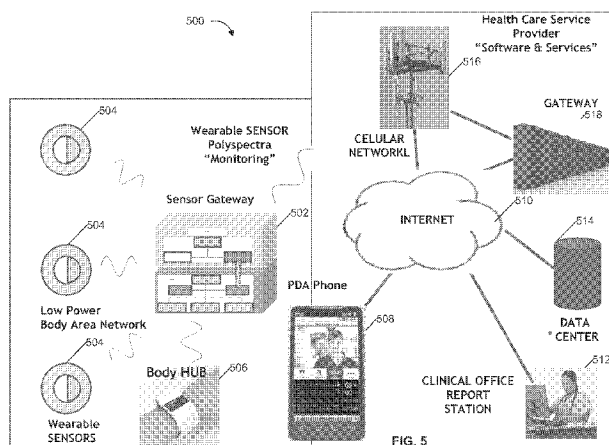 500
Health Care Service
Provider
"Software & Services"
504
516
GATEWAY
518
Wearable SENSOR
Polyspectra
"Monitoring"
CELULAR
NETWORKL
Sensor Gateway
502
504
INTERNET
510
514
PDA Phone
508
Low Power
Body Area Network
DATA
CENTER
504
Body HUB
506
512
CLINICAL OFFICE
REPORT
STATION
Wearable
SENSORS
FIG. 5